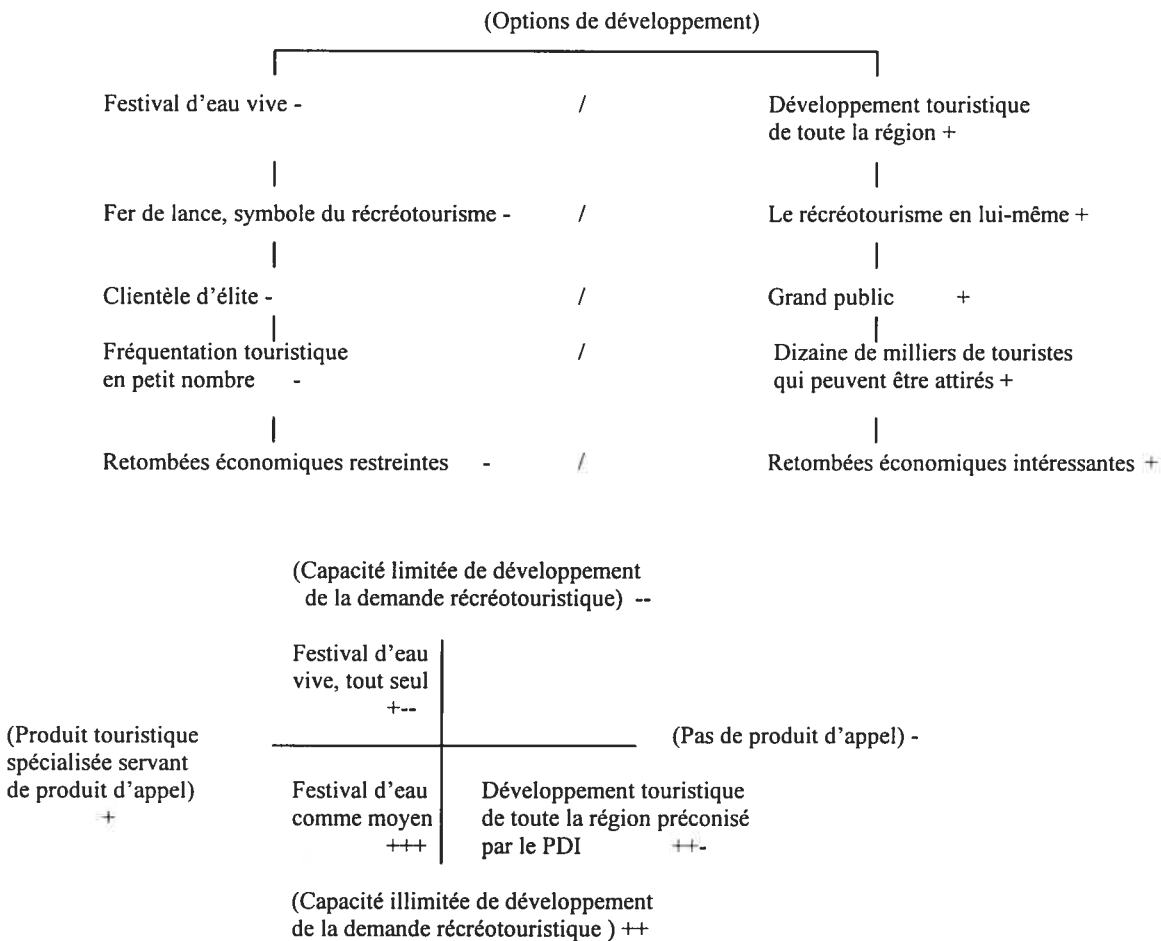 (Options de développement)
Festival d'eau vive - / Développement touristique
de toute la région +
Fer de lance, symbole du récréotourisme - / Le récréotourisme en lui-même +
Clientèle d'élite - / Grand public +
Fréquentation touristique / Dizaine de milliers de touristes
en petit nombre - qui peuvent être attirés +
Retombées économiques restreintes - / Retombées économiques intéressantes +
(Capacité limitée de développement
de la demande récréotouristique) --
Festival d'eau
vive, tout seul
+--
(Produit touristique
spécialisée servant
de produit d'appel)
+
(Pas de produit d'appel) -
Festival d'eau
comme moyen
+++
Développement touristique
de toute la région préconisé
par le PDI ++-
(Capacité illimitée de développement
de la demande récréotouristique ) ++